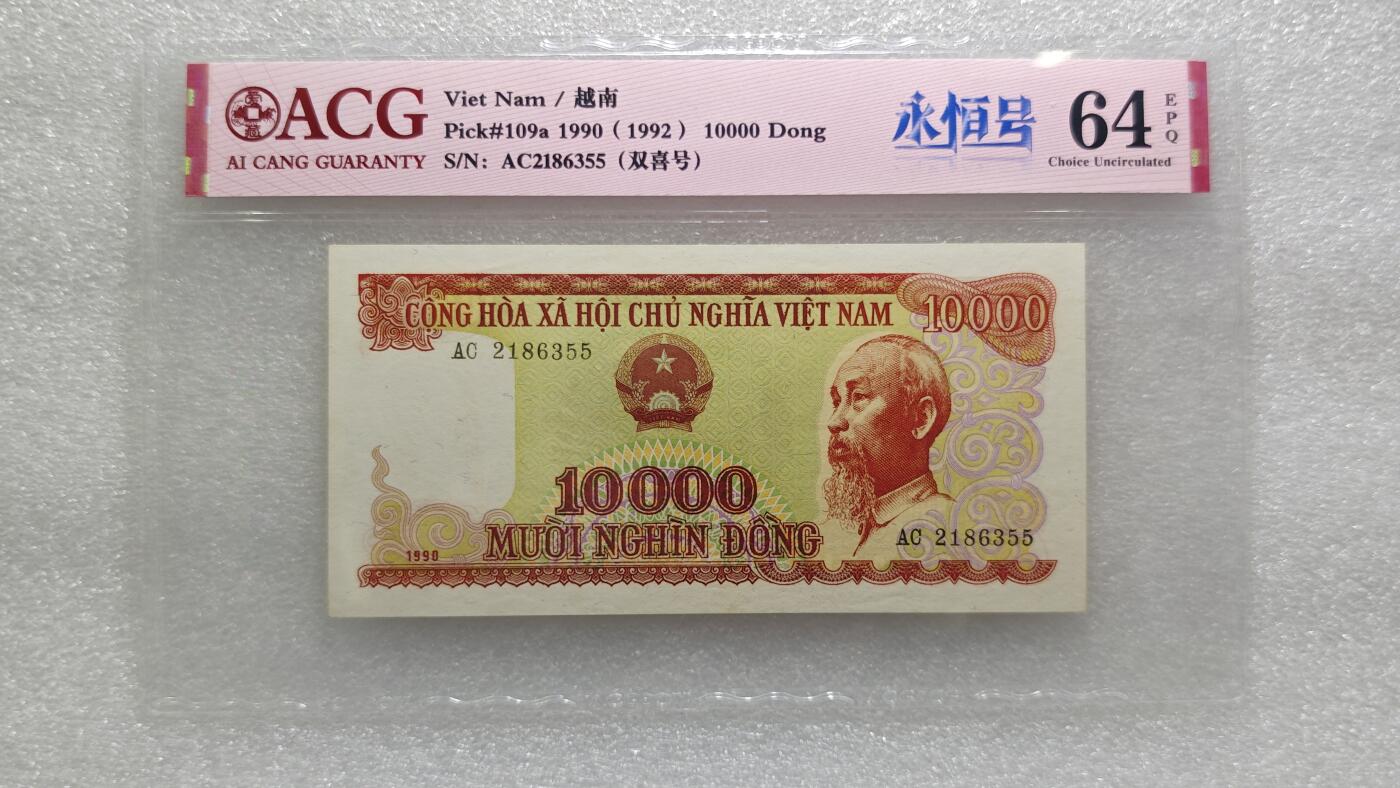 ACG
AI CANG GUARANTY
Viet Nam / 越南
Pick#109a 1990 ( 1992 ) 10000 Dong
S/N: AC2186355 (双喜号)
永恒号
64
EPQ
Choice Uncirculated
CỘNG HÒA XÃ HỘI CHỦ NGHĨA VIỆT NAM
10000
AC 2186355
10000
MƯỜI NGHÌN ĐỒNG
AC 2186355
1990